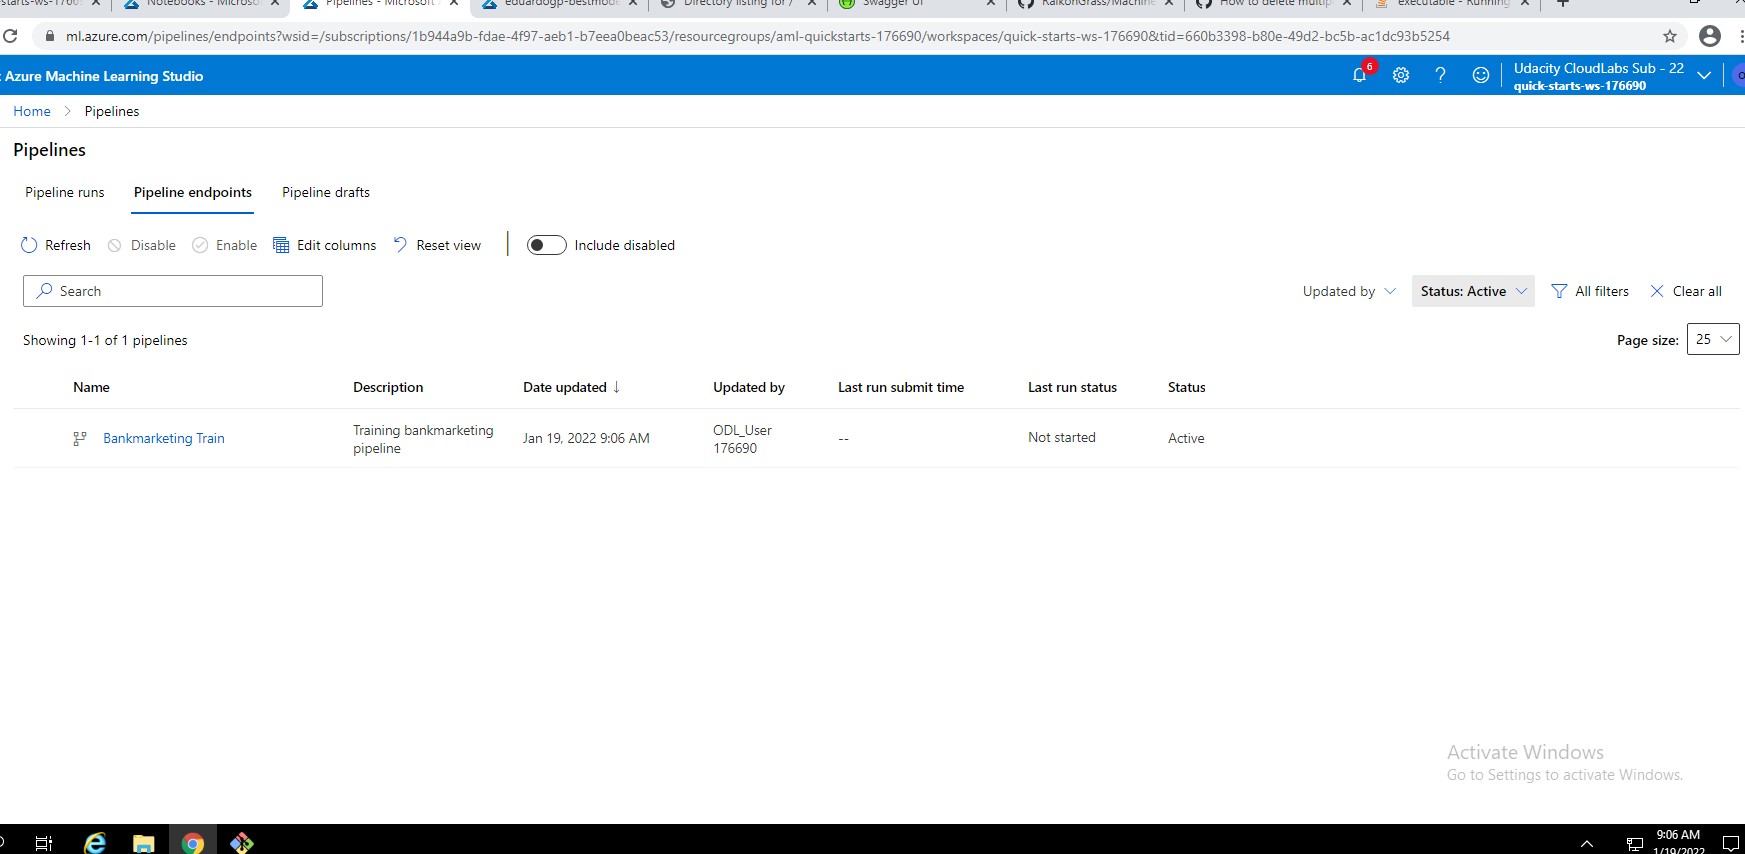 Notebooks - Microso
Pipelines - Microsoft
eduardogp-bestmode
Directory listing for /
Swagger UI
RaikonGrass/Machine
How to delete multip
executable - Running
ml.azure.com/pipelines/endpoints?wsid=/subscriptions/1b944a9b-fdae-4f97-aeb1-b7eea0beac53/resourcegroups/aml-quickstarts-176690/workspaces/quick-starts-ws-176690&tid=660b3398-b80e-49d2-bc5b-ac1dc93b5254
Azure Machine Learning Studio
6
Udacity CloudLabs Sub - 22
quick-starts-ws-176690
Home
Pipelines
Pipelines
Pipeline runs
Pipeline endpoints
Pipeline drafts
Refresh
Disable
Enable
Edit columns
Reset view
Include disabled
Search
Updated by
Status: Active
All filters
Clear all
Showing 1-1 of 1 pipelines
Page size:
25
Name
Description
Date updated
Updated by
Last run submit time
Last run status
Status
Bankmarketing Train
Training bankmarketing
pipeline
Jan 19, 2022 9:06 AM
ODL_User
176690
--
Not started
Active
Activate Windows
Go to Settings to activate Windows.
9:06 AM
1/19/2022